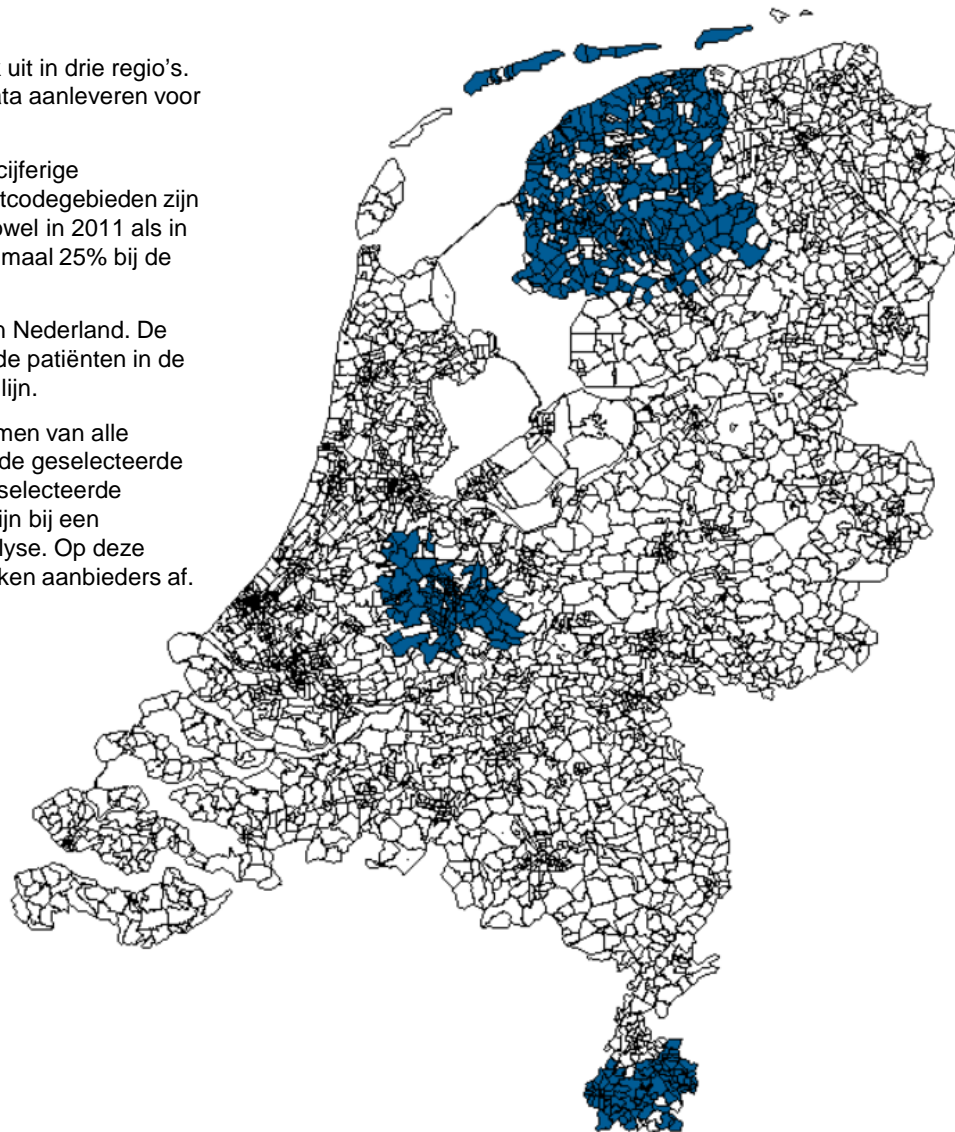 uit in drie regio's.
ata aanleveren voor
cijferige
tcodegebieden zijn
owel in 2011 als in
maal 25% bij de
n Nederland. De
de patiënten in de
lijn.
men van alle
de geselecteerde
selecteerde
ijn bij een
alyse. Op deze
ken aanbieders af.